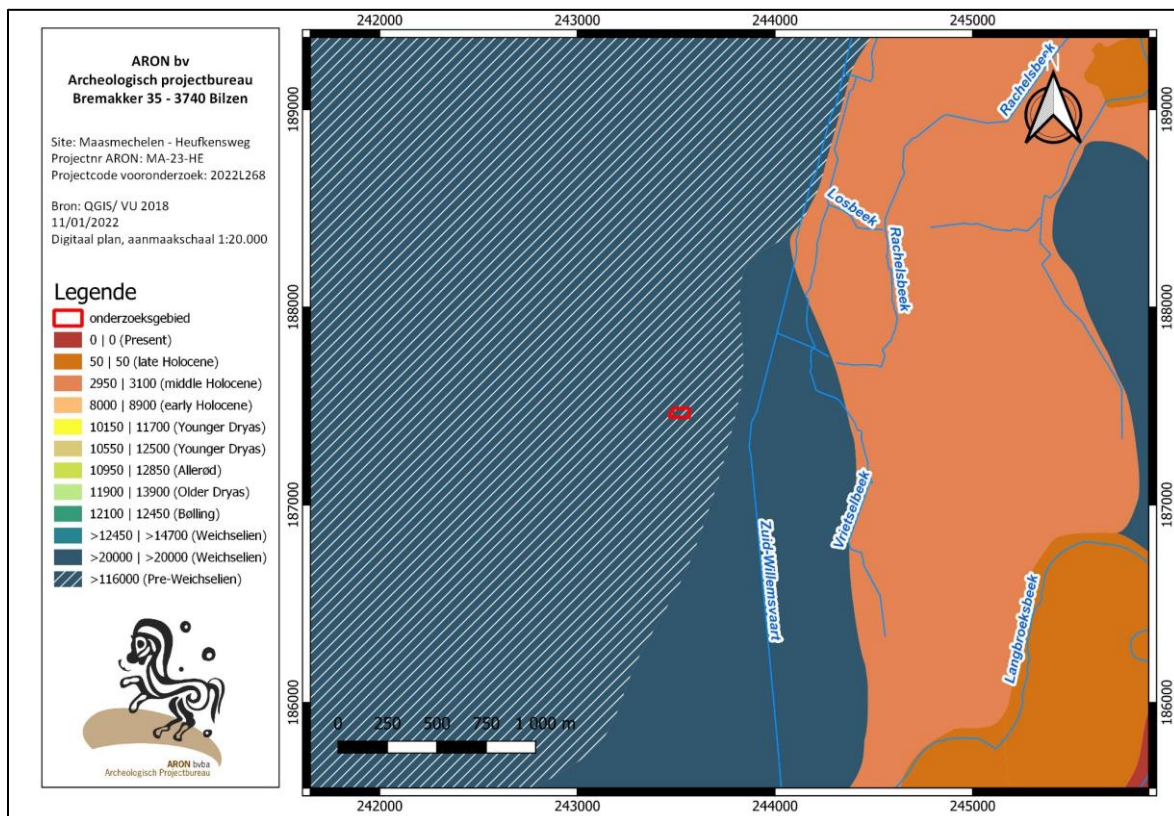 ARON bv
Archeologisch projectbureau
Bremakker 35 - 3740 Bilzen
Site: Maasmechelen - Heufkensweg
Projectnr ARON: MA-23-HE
Projectcode vooronderzoek: 2022L268
Bron: QGIS/ VU 2018
11/01/2022
Digitaal plan, aanmaakschaal 1:20.000
Legende
onderzoeksgebied
0 | 0 (Present)
50 | 50 (late Holocene)
2950 | 3100 (middle Holocene)
8000 | 8900 (early Holocene)
10150 | 11700 (Younger Dryas)
10550 | 12500 (Younger Dryas)
10950 | 12850 (Allerød)
11900 | 13900 (Older Dryas)
12100 | 12450 (Bølling)
>12450 | >14700 (Weichselien)
>20000 | >20000 (Weichselien)
>116000 (Pre-Weichselien)
ARON bvba
Archeologisch Projectbureau
242000 243000 244000 245000
189000
188000
187000
186000
N
Rachelsbeek
Losbeek
Rachelsbeek
Vrietselbeek
Zuid-Willemsvaart
Langbroeksbeek
0 250 500 750 1 000 m
189000
188000
187000
186000
242000 243000 244000 245000